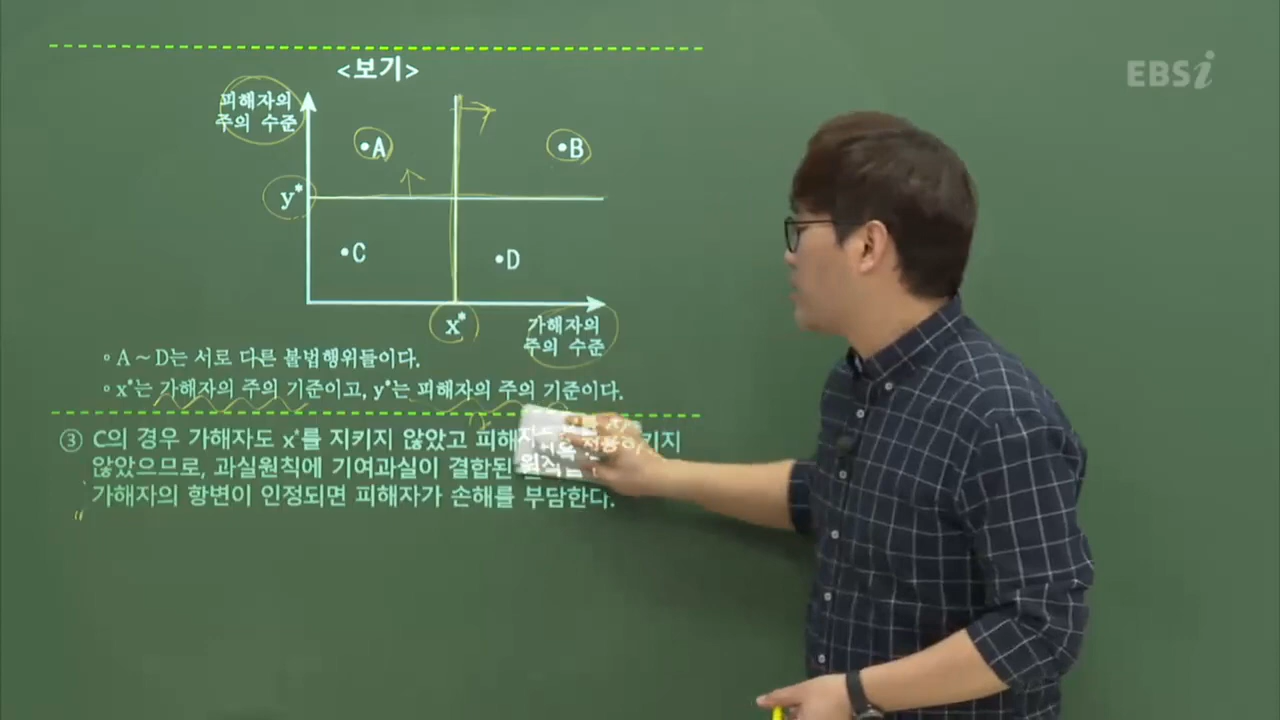 EBSi
<보기>
피해자의
주의 수준
A
B
y*
C
D
x*
가해자의
주의 수준
◦ A ~ D는 서로 다른 불법행위들이다.
◦ x*는 가해자의 주의 기준이고, y*는 피해자의 주의 기준이다.
③ C의 경우 가해자도 x*를 지키지 않았고 키지
않았으므로, 과실원칙에 기여과실이 결합된
가해자의 항변이 인정되면 피해자가 손해를 부담한다.